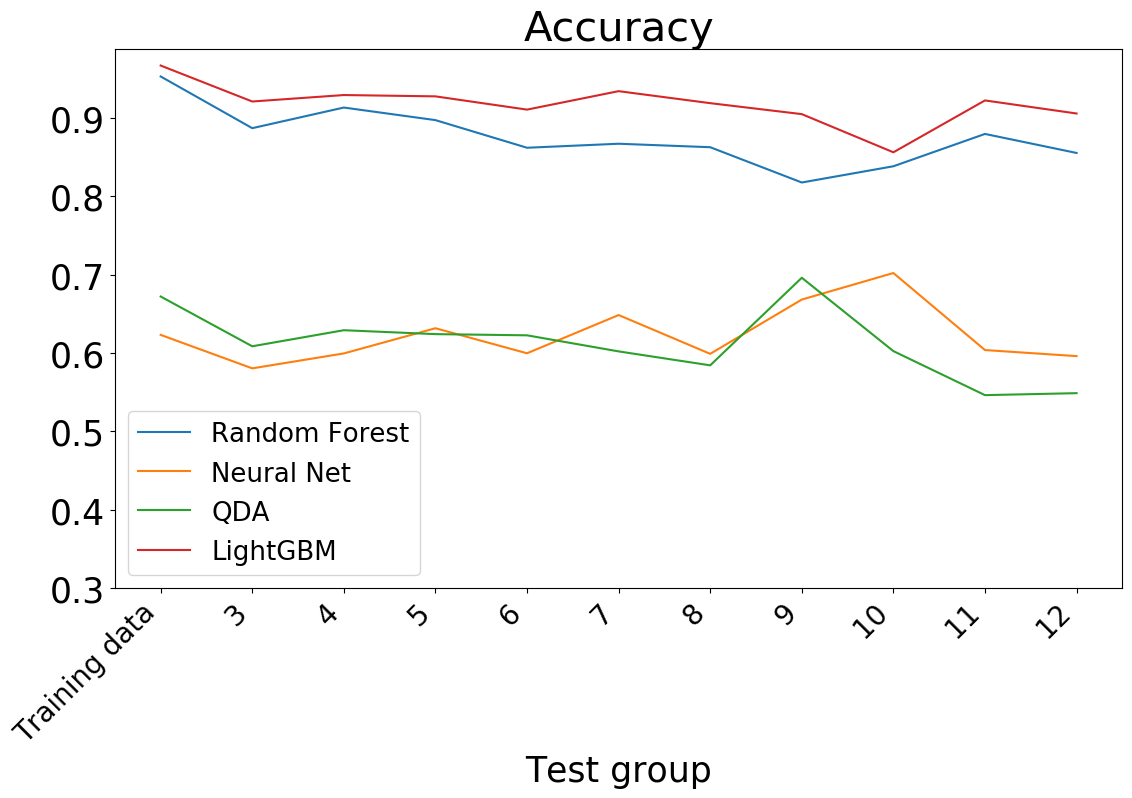 Accuracy
0.9
0.8
0.7
0.6
0.5
0.4
0.3
Random Forest
Neural Net
QDA
LightGBM
Training data
3
4
5
6
7
8
9
10
11
12
Test group